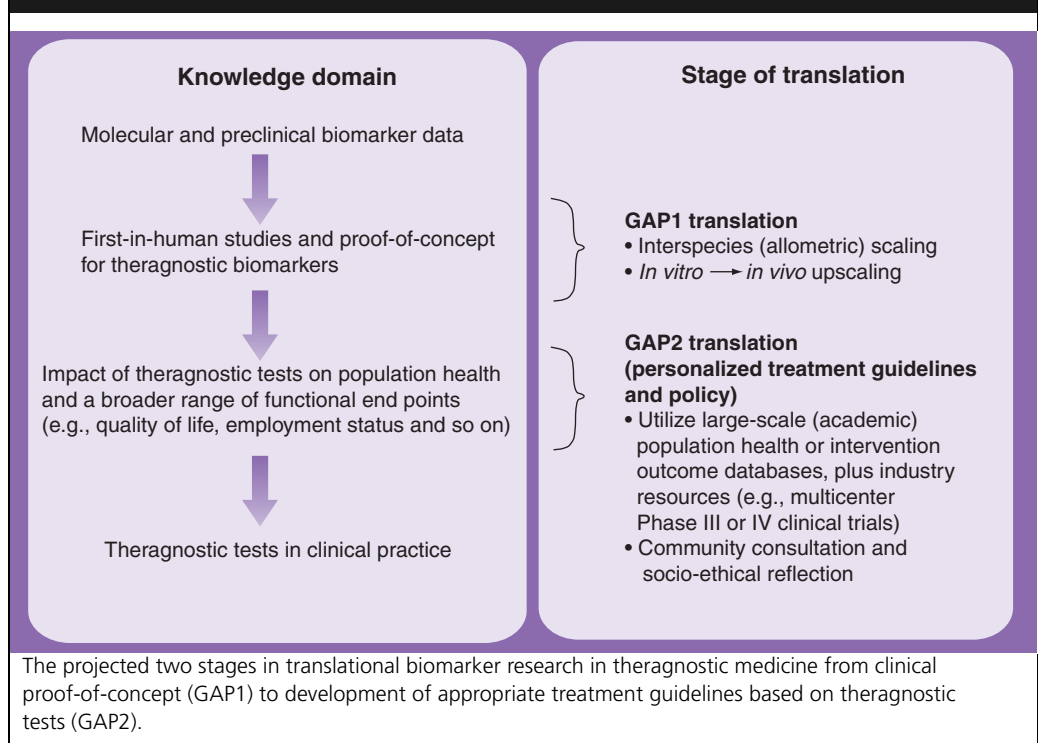 Knowledge domain
Molecular and preclinical biomarker data
First-in-human studies and proof-of-concept
for theragnostic biomarkers
Impact of theragnostic tests on population health
and a broader range of functional end points
(e.g., quality of life, employment status and so on)
Theragnostic tests in clinical practice
Stage of translation
GAP1 translation
• Interspecies (allometric) scaling
• In vitro → in vivo upscaling
GAP2 translation
(personalized treatment guidelines
and policy)
• Utilize large-scale (academic)
population health or intervention
outcome databases, plus industry
resources (e.g., multicenter
Phase III or IV clinical trials)
• Community consultation and
socio-ethical reflection
The projected two stages in translational biomarker research in theragnostic medicine from clinical
proof-of-concept (GAP1) to development of appropriate treatment guidelines based on theragnostic
tests (GAP2).